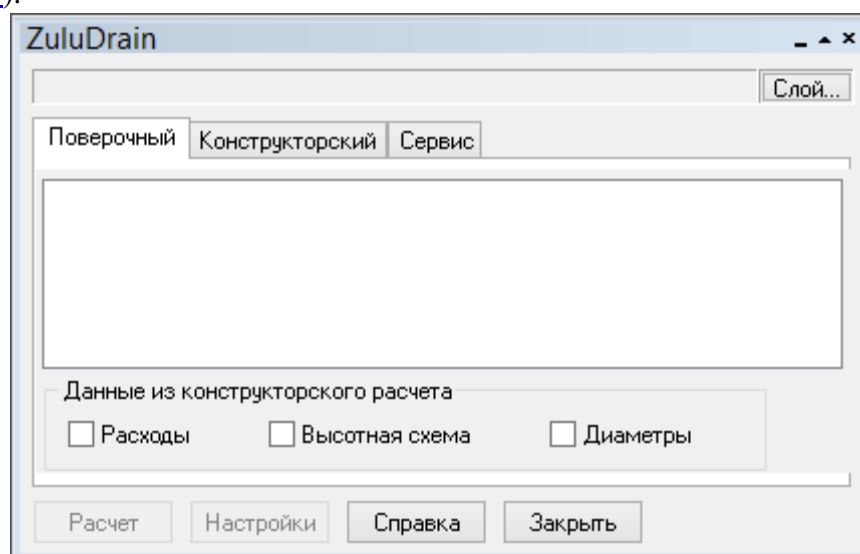 ).
ZuluDrain
Слой...
Поверочный Конструкторский Сервис
Данные из конструкторского расчета
Расходы Высотная схема Диаметры
Расчет Настройки Справка Закрыть